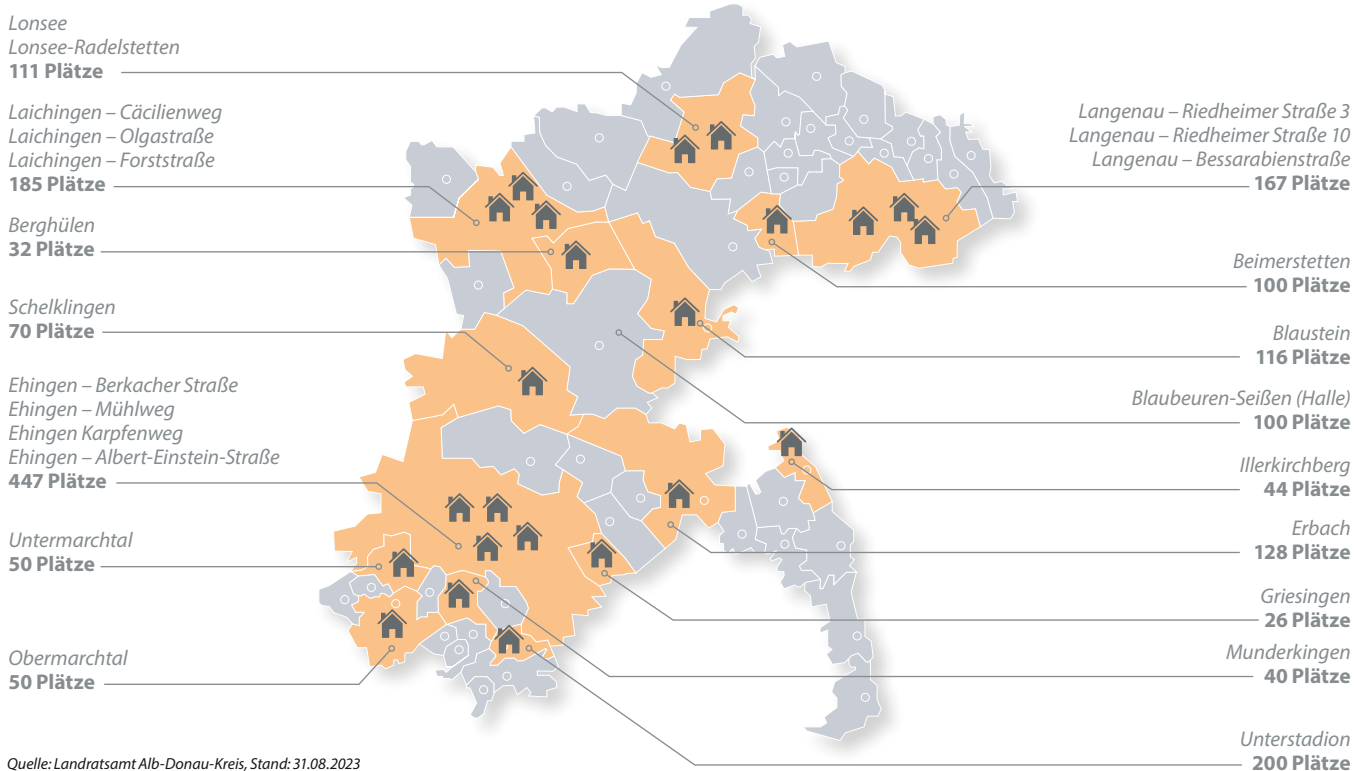 Lonsee
Lonsee-Radelstetten
111 Plätze
Laichingen – Cäcilienweg
Laichingen – Olgastraße
Laichingen – Forststraße
185 Plätze
Berghülen
32 Plätze
Schelklingen
70 Plätze
Ehingen – Berkacher Straße
Ehingen – Mühlweg
Ehingen Karpfenweg
Ehingen – Albert-Einstein-Straße
447 Plätze
Untermarchtal
50 Plätze
Obermarchtal
50 Plätze
Langenau – Riedheimer Straße 3
Langenau – Riedheimer Straße 10
Langenau – Bessarabienstraße
167 Plätze
Beimerstetten
100 Plätze
Blaustein
116 Plätze
Blaubeuren-Seißen (Halle)
100 Plätze
Illerkirchberg
44 Plätze
Erbach
128 Plätze
Griesingen
26 Plätze
Munderkingen
40 Plätze
Unterstadion
200 Plätze
Quelle: Landratsamt Alb-Donau-Kreis, Stand: 31.08.2023